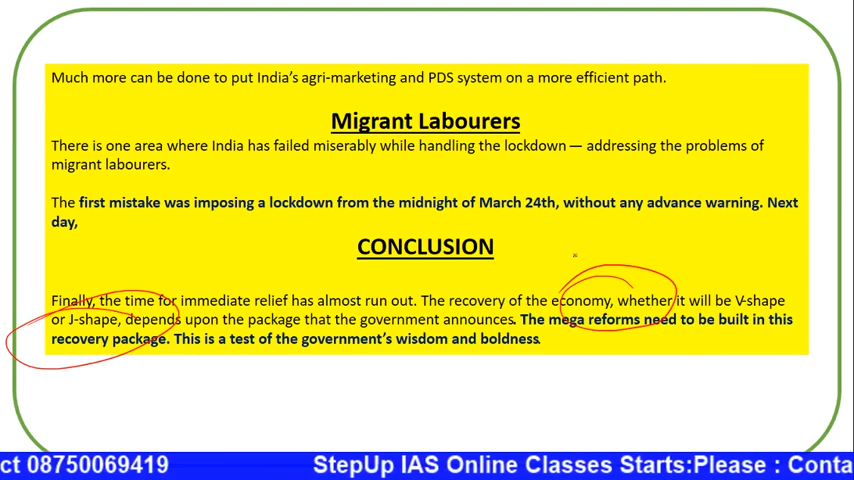 Much more can be done to put India's agri-marketing and PDS system on a more efficient path.
Migrant Labourers
There is one area where India has failed miserably while handling the lockdown — addressing the problems of
migrant labourers.
The first mistake was imposing a lockdown from the midnight of March 24th, without any advance warning. Next
day,
CONCLUSION
Finally, the time for immediate relief has almost run out. The recovery of the economy, whether it will be V-shape
or J-shape, depends upon the package that the government announces. The mega reforms need to be built in this
recovery package. This is a test of the government's wisdom and boldness.
ct 08750069419 StepUp IAS Online Classes Starts:Please : Conta